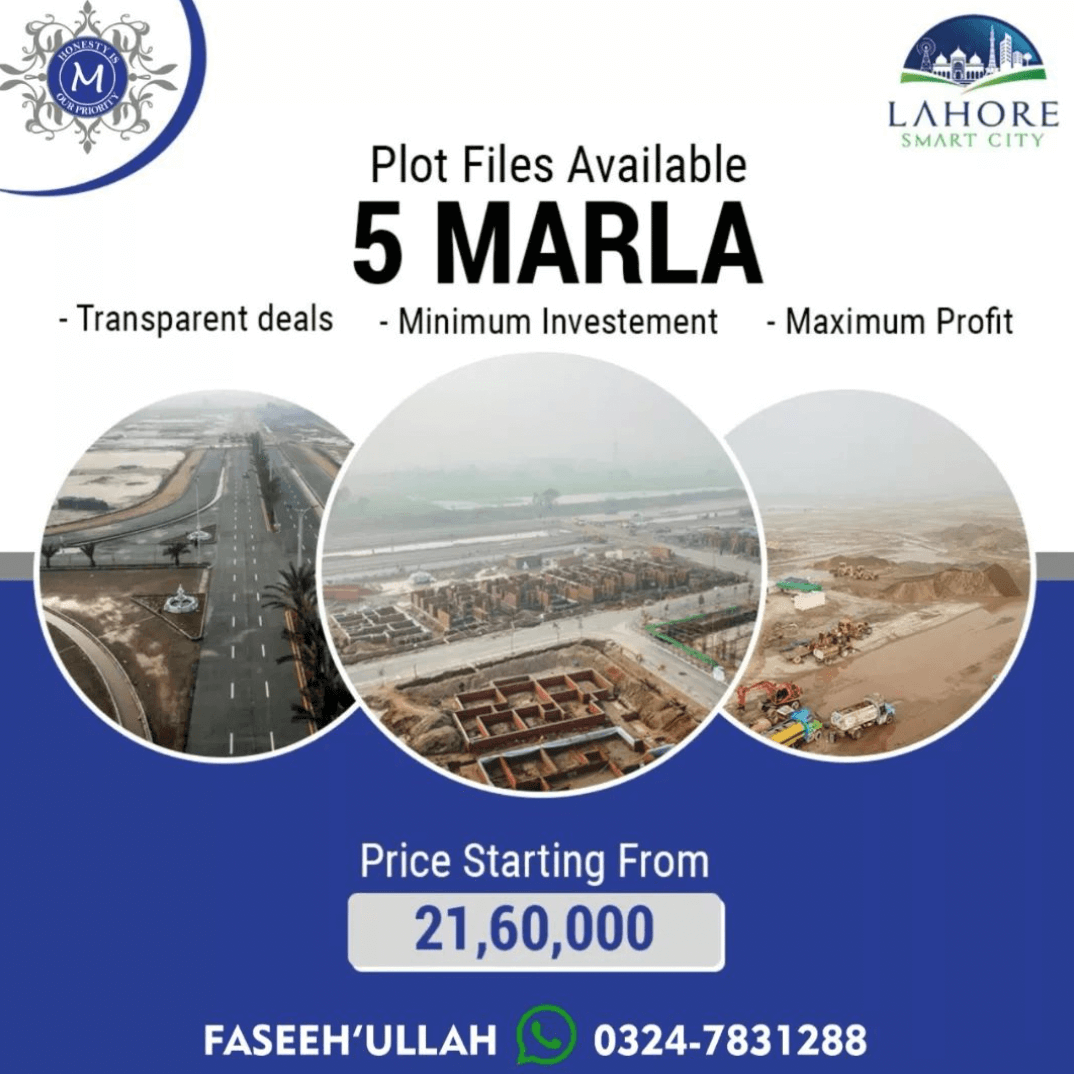 HONESTY IS
M
OUR PRIORITY
LAHORE
SMART CITY
Plot Files Available
5 MARLA
- Transparent deals - Minimum Investement - Maximum Profit
Price Starting From
21,60,000
FASEEH'ULLAH 0324-7831288